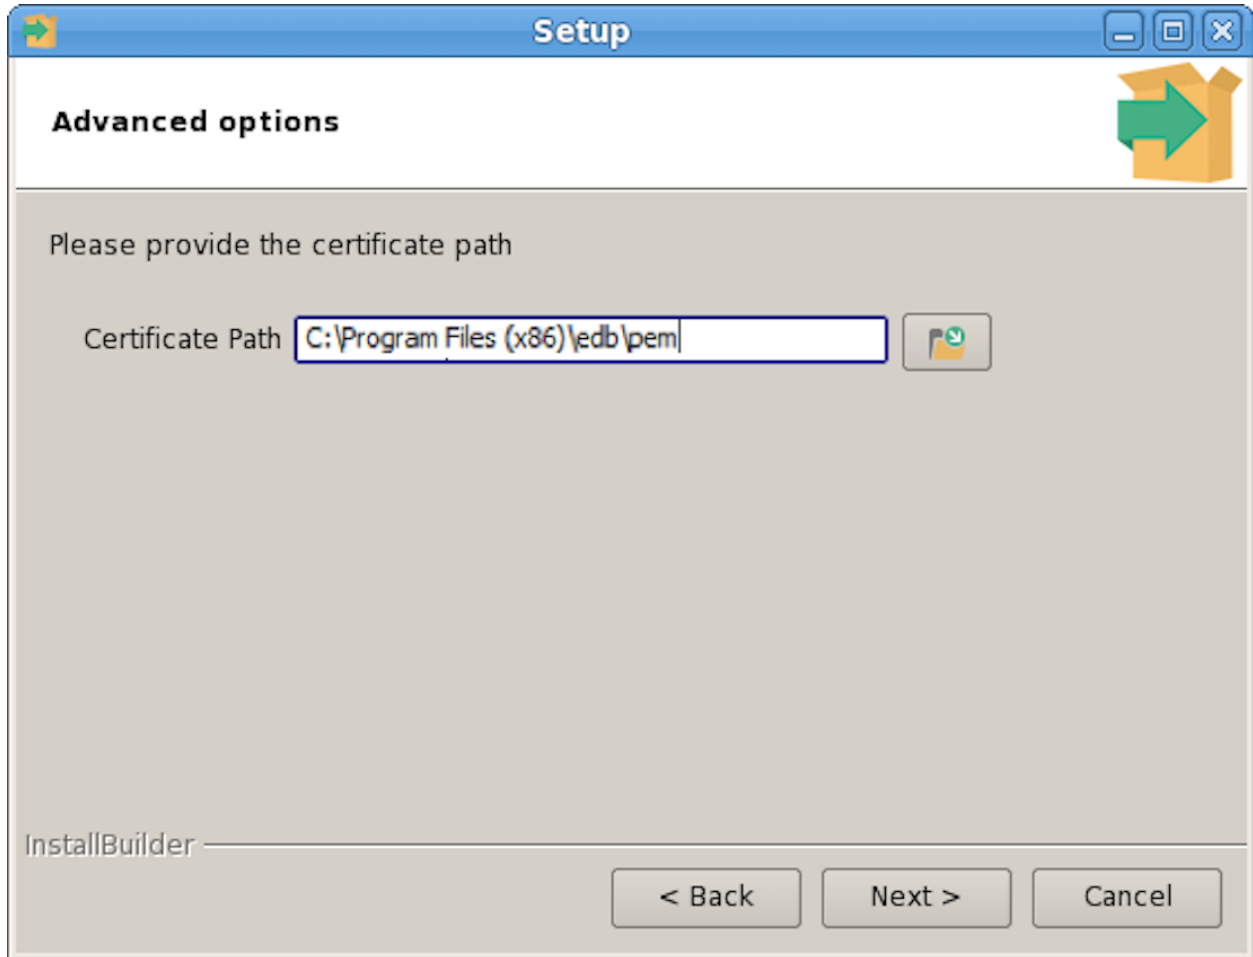 Setup
Advanced options
Please provide the certificate path
Certificate Path C:\Program Files (x86)\edb\pem
InstallBuilder
< Back Next > Cancel